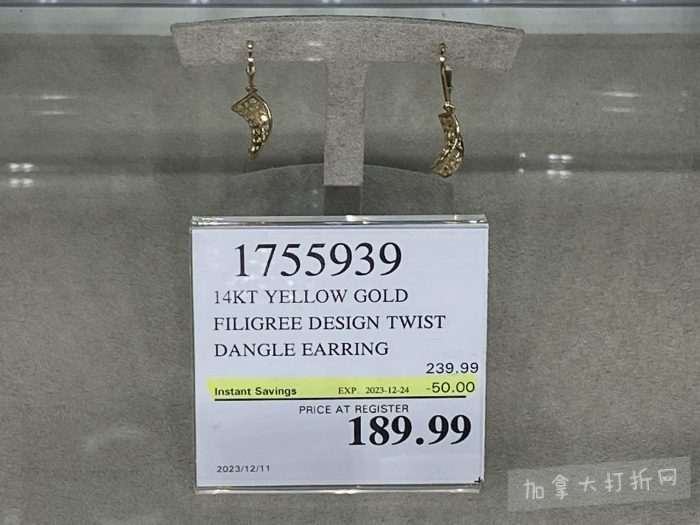 1755939
14KT YELLOW GOLD
FILIGREE DESIGN TWIST
DANGLE EARRING
239.99
Instant Savings EXP. 2023-12-24 -50.00
PRICE AT REGISTER
189.99
2023/12/11
加拿大打折网